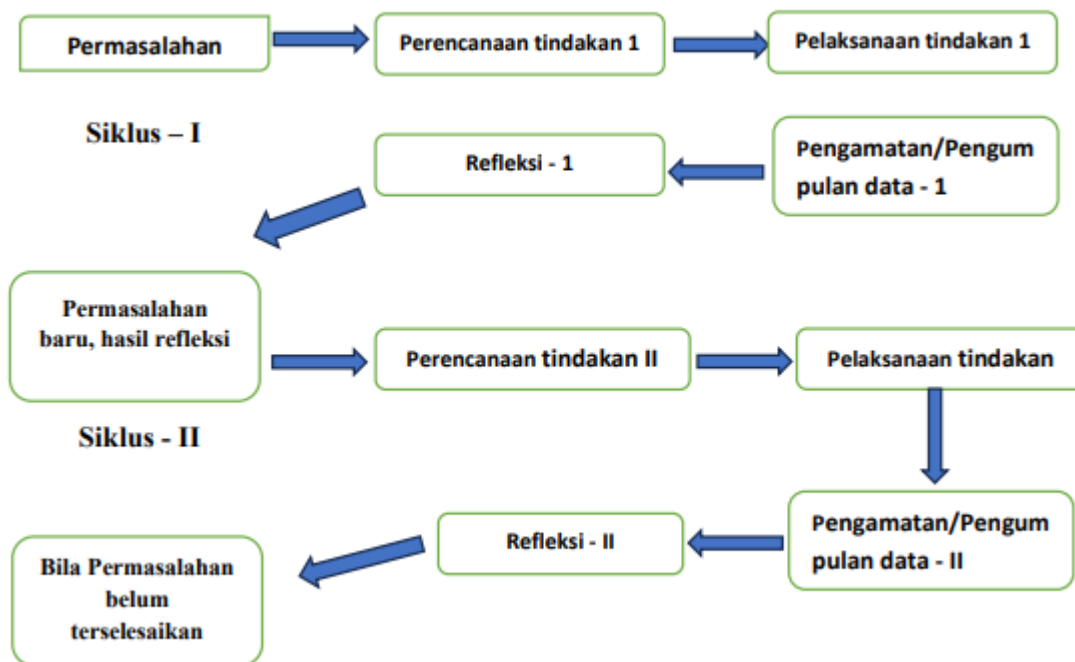 Permasalahan
Perencanaan tindakan 1
Pelaksanaan tindakan 1
Siklus – I
Pengamatan/Pengum
pulan data - 1
Refleksi - 1
Permasalahan
baru, hasil refleksi
Perencanaan tindakan II
Pelaksanaan tindakan
Siklus - II
Pengamatan/Pengum
pulan data - II
Refleksi - II
Bila Permasalahan
belum
terselesaikan